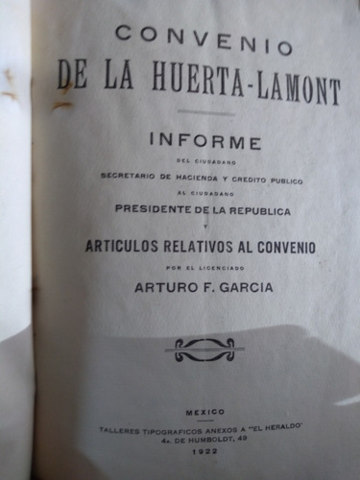 CONVENIO
DE LA HUERTA-LAMONT
INFORME
DEL CIUDADANO
SECRETARIO DE HACIENDA Y CREDITO PUBLICO
AL CIUDADANO
PRESIDENTE DE LA REPUBLICA
Y
ARTICULOS RELATIVOS AL CONVENIO
POR EL LICENCIADO
ARTURO F. GARCIA
MEXICO
TALLERES TIPOGRAFICOS ANEXOS A "EL HERALDO"
4a. DE HUMBOLDT, 49
1922